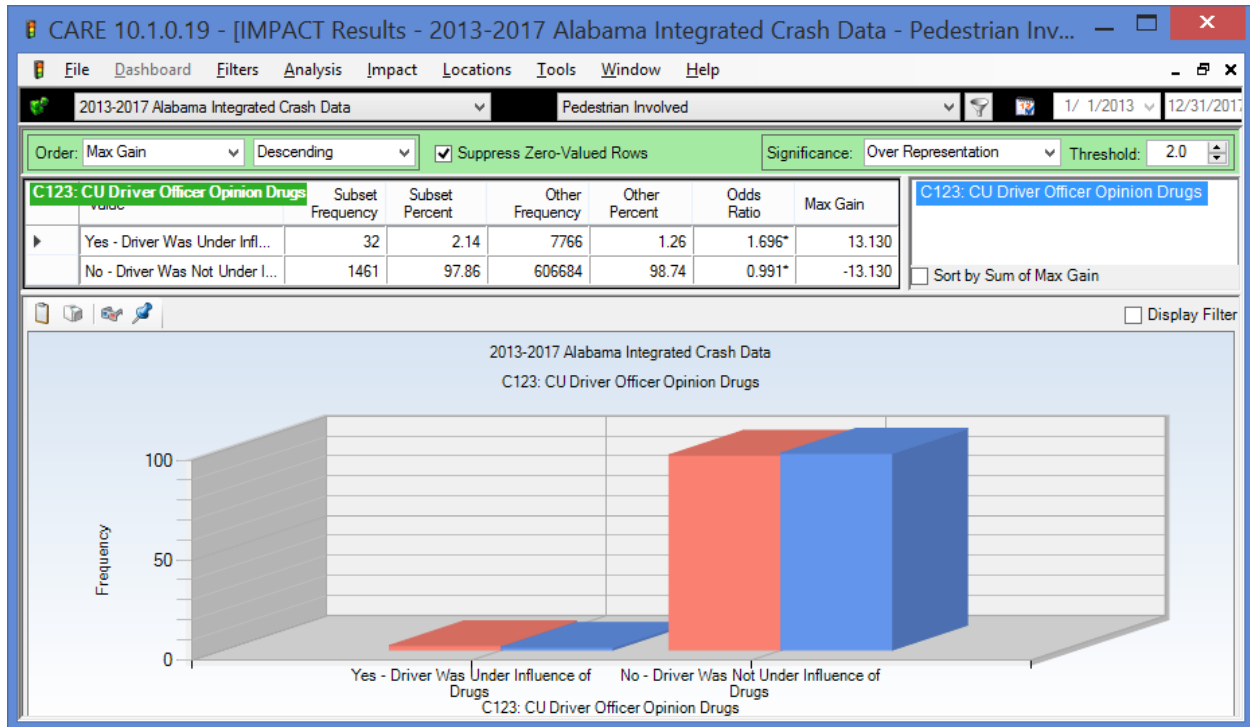 CARE 10.1.0.19 - [IMPACT Results - 2013-2017 Alabama Integrated Crash Data - Pedestrian Inv...
File Dashboard Filters Analysis Impact Locations Tools Window Help
2013-2017 Alabama Integrated Crash Data Pedestrian Involved 1/ 1/2013 12/31/2017
Order: Max Gain Descending Suppress Zero-Valued Rows Significance: Over Representation Threshold: 2.0
C123: CU Driver Officer Opinion Drugs Subset Frequency Subset Percent Other Frequency Other Percent Odds Ratio Max Gain
Yes - Driver Was Under Infl... 32 2.14 7766 1.26 1.696* 13.130
No - Driver Was Not Under I... 1461 97.86 606684 98.74 0.991* -13.130
C123: CU Driver Officer Opinion Drugs
Sort by Sum of Max Gain
Display Filter
2013-2017 Alabama Integrated Crash Data
C123: CU Driver Officer Opinion Drugs
100
50
0
Frequency
Yes - Driver Was Under Influence of Drugs
No - Driver Was Not Under Influence of Drugs
C123: CU Driver Officer Opinion Drugs